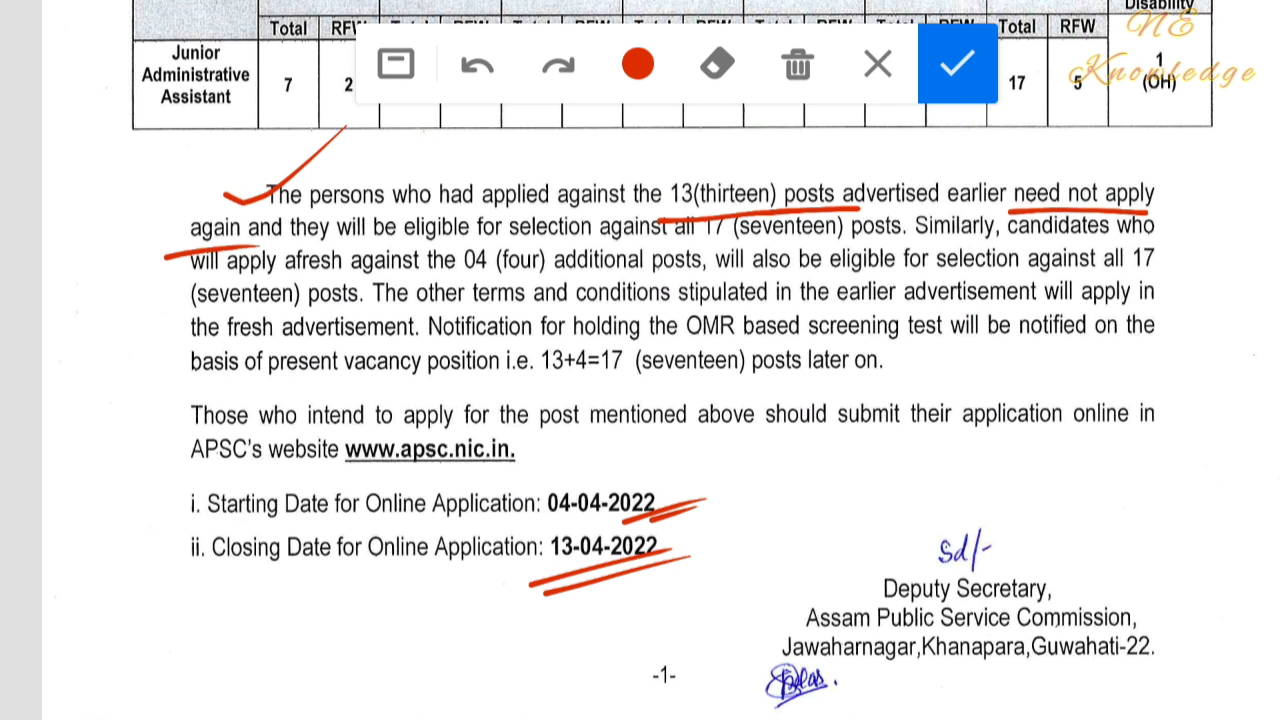 Disability
Total RFW Total RFW
NE Knowledge
Junior
Administrative
Assistant
7 2 17 5 1
(OH)
The persons who had applied against the 13(thirteen) posts advertised earlier need not apply
again and they will be eligible for selection against all 17 (seventeen) posts. Similarly, candidates who
will apply afresh against the 04 (four) additional posts, will also be eligible for selection against all 17
(seventeen) posts. The other terms and conditions stipulated in the earlier advertisement will apply in
the fresh advertisement. Notification for holding the OMR based screening test will be notified on the
basis of present vacancy position i.e. 13+4=17 (seventeen) posts later on.
Those who intend to apply for the post mentioned above should submit their application online in
APSC's website www.apsc.nic.in.
i. Starting Date for Online Application: 04-04-2022
ii. Closing Date for Online Application: 13-04-2022
Sd/-
Deputy Secretary,
Assam Public Service Commission,
Jawaharnagar,Khanapara,Guwahati-22.
-1-